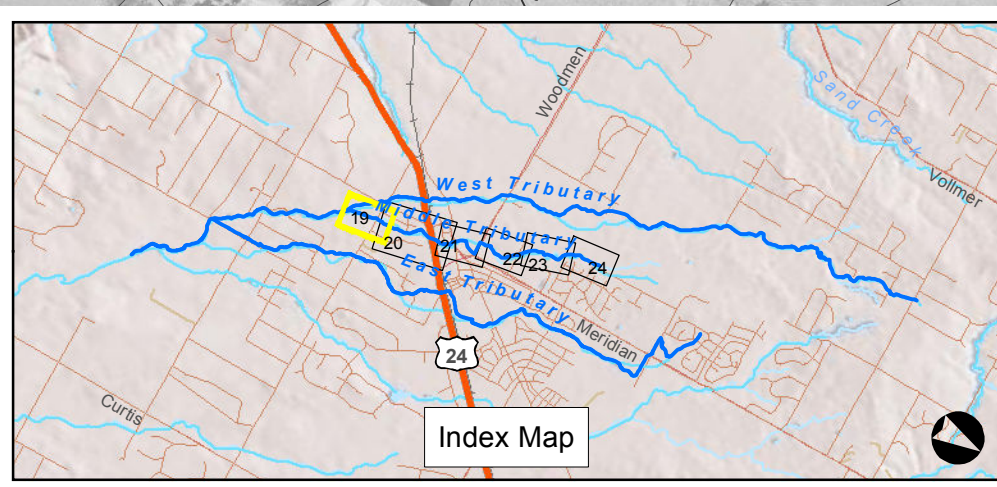 Woodmen
Sand Creek
Vollmer
West Tributary
Middle Tributary
19
20
21
22
23
24
East Tributary
Meridian
24
Curtis
Index Map